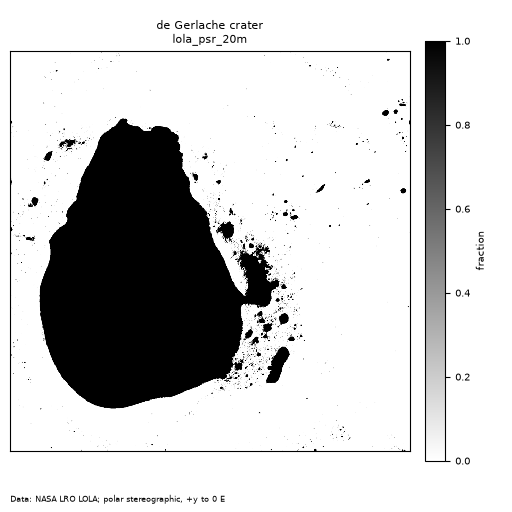 de Gerlache crater
lola_psr_20m
1.0
0.8
0.6
0.4
0.2
0.0
fraction
Data: NASA LRO LOLA; polar stereographic, +y to 0 E